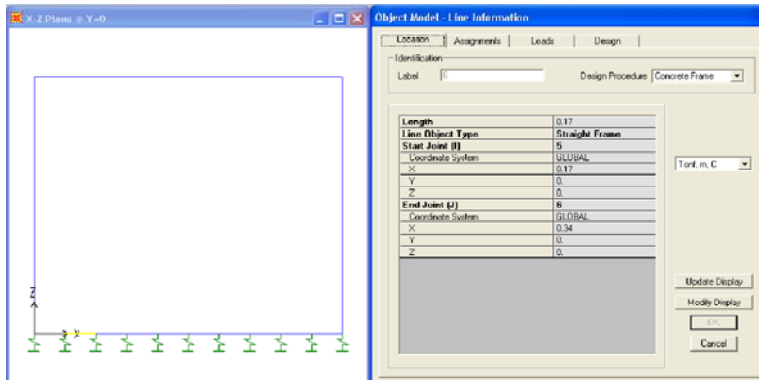 X-Z Plane @ Y=0
Z
X
Object Model - Line Information
Location
Assignments
Loads
Design
Identification
Label
Design Procedure
Concrete Frame
Length 0.17
Line Object Type Straight Frame
Start Joint (I) 5
Coordinate System GLOBAL
X 0.17
Y 0.
Z 0.
End Joint (J) 6
Coordinate System GLOBAL
X 0.34
Y 0.
Z 0.
Tonf, m, C
Update Display
Modify Display
OK
Cancel